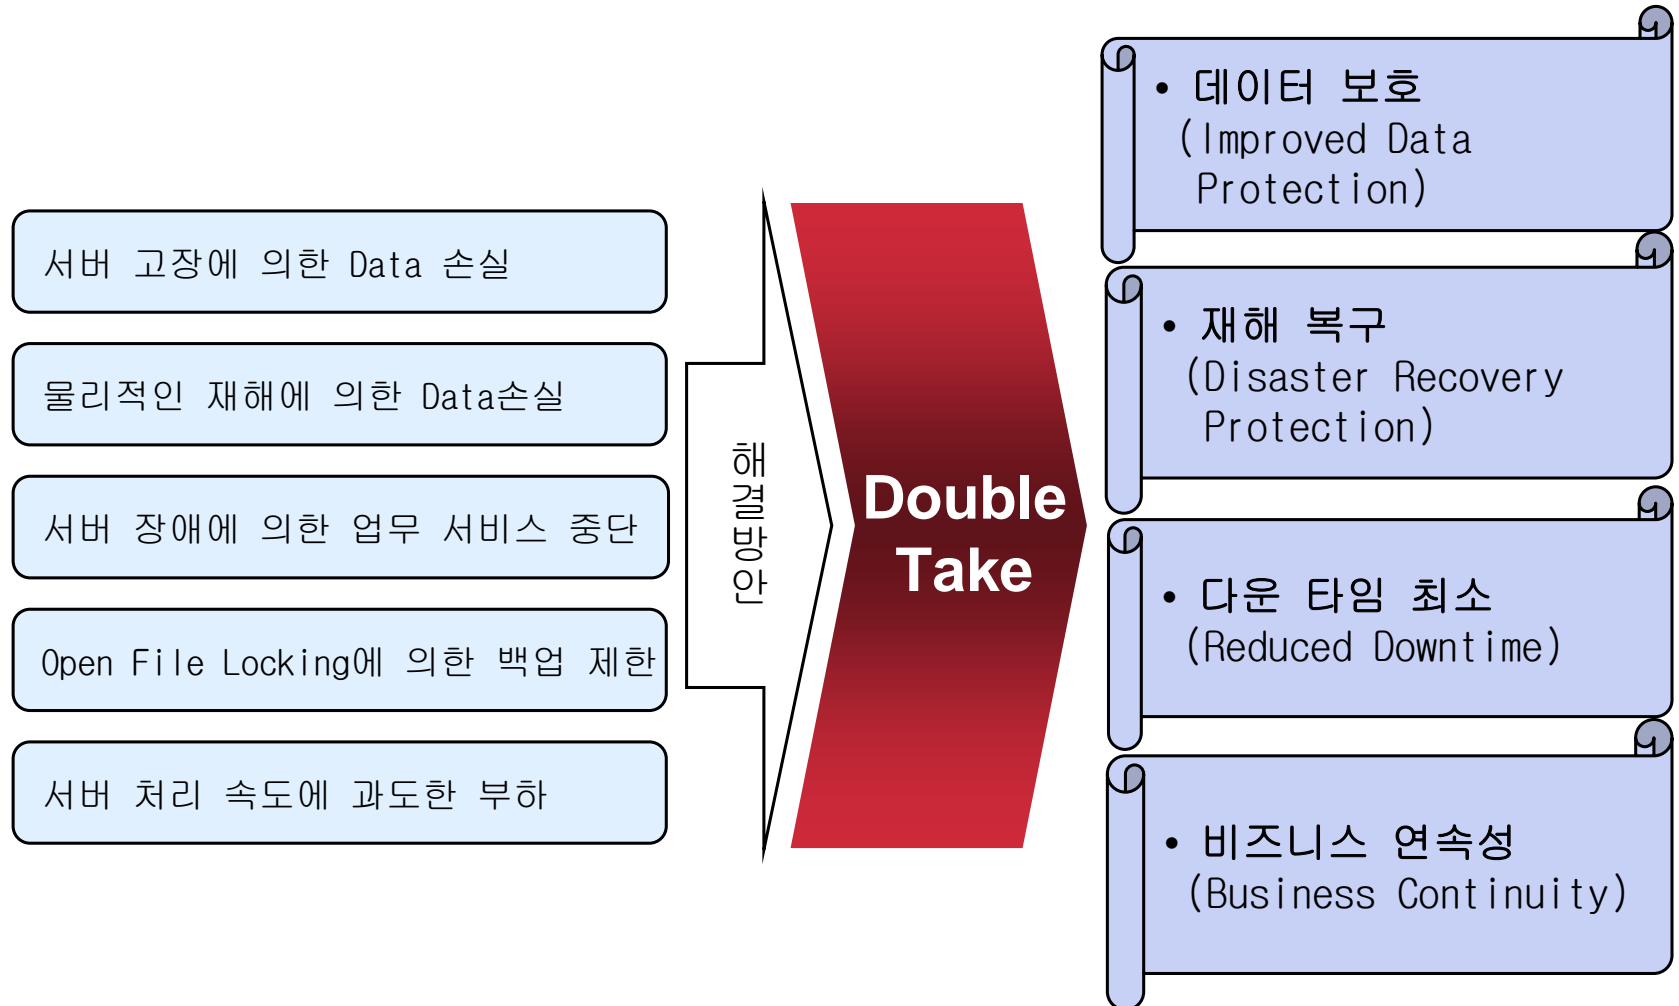 서버 고장에 의한 Data 손실
물리적인 재해에 의한 Data손실
서버 장애에 의한 업무 서비스 중단
Open File Locking에 의한 백업 제한
서버 처리 속도에 과도한 부하
해
결
방
안
Double
Take
• 데이터 보호
(Improved Data
Protection)
• 재해 복구
(Disaster Recovery
Protection)
• 다운 타임 최소
(Reduced Downtime)
• 비즈니스 연속성
(Business Continuity)